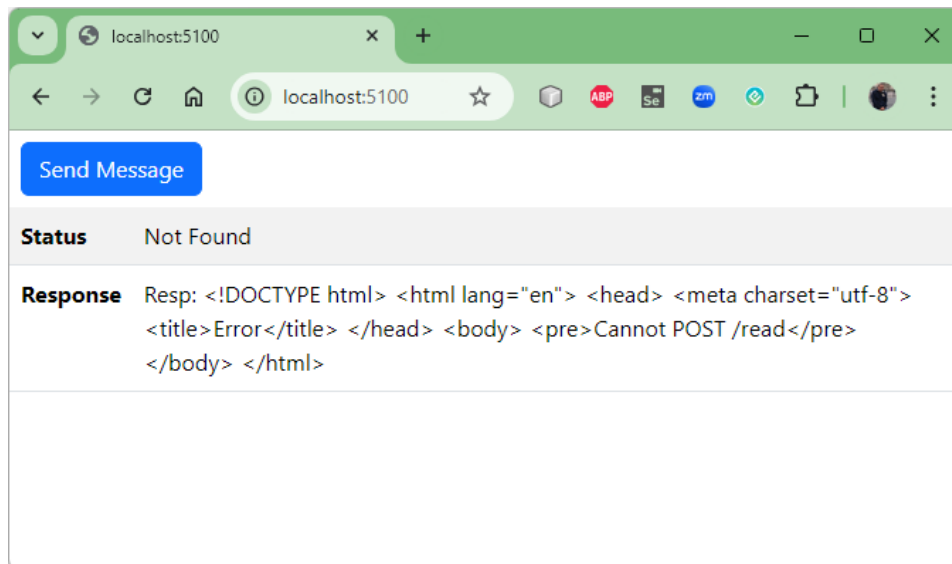 localhost:5100
localhost:5100
ABP
Se
zm
Send Message
Status Not Found
Response Resp: <!DOCTYPE html> <html lang="en"> <head> <meta charset="utf-8">
<title>Error</title> </head> <body> <pre>Cannot POST /read</pre>
</body> </html>